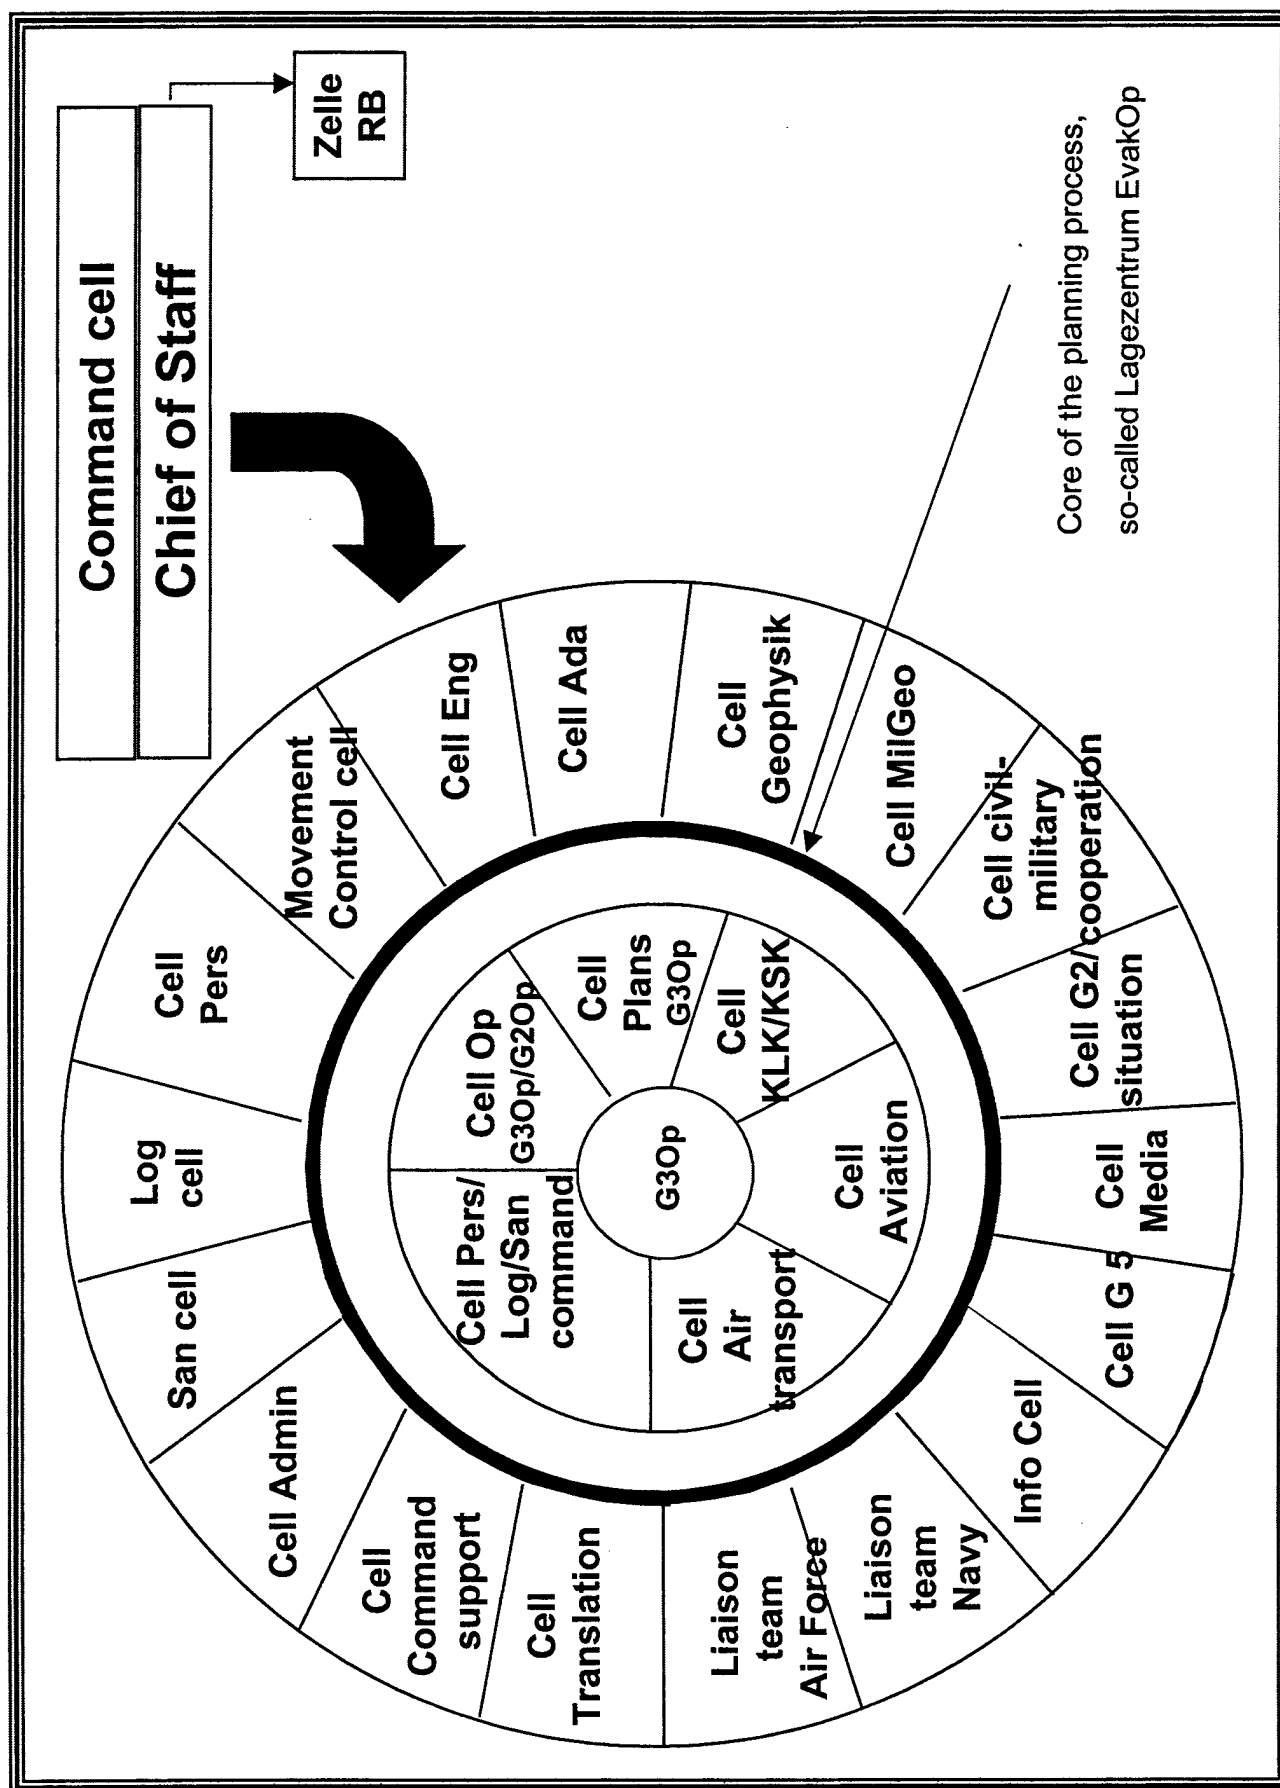 Command cell
Chief of Staff
Zelle
RB
Log
cell
Cell
Pers
Movement
Control cell
Cell Eng
Cell Ada
Cell
Geophysik
Cell MilGeo
Cell civil-
military
cooperation
Cell G2/
situation
Cell
Media
Cell G 5
Info Cell
Liaison
team
Navy
Liaison
team
Air Force
Cell
Translation
Cell
Command
support
Cell Admin
San cell
Cell Pers/
Log/San
command
Cell Op
G3Op/G2Op
Cell
Plans
G3Op
Cell
KLK/KSK
Cell
Aviation
Cell
Air
transport
G3Op
Core of the planning process,
so-called Lagezentrum EvakOp